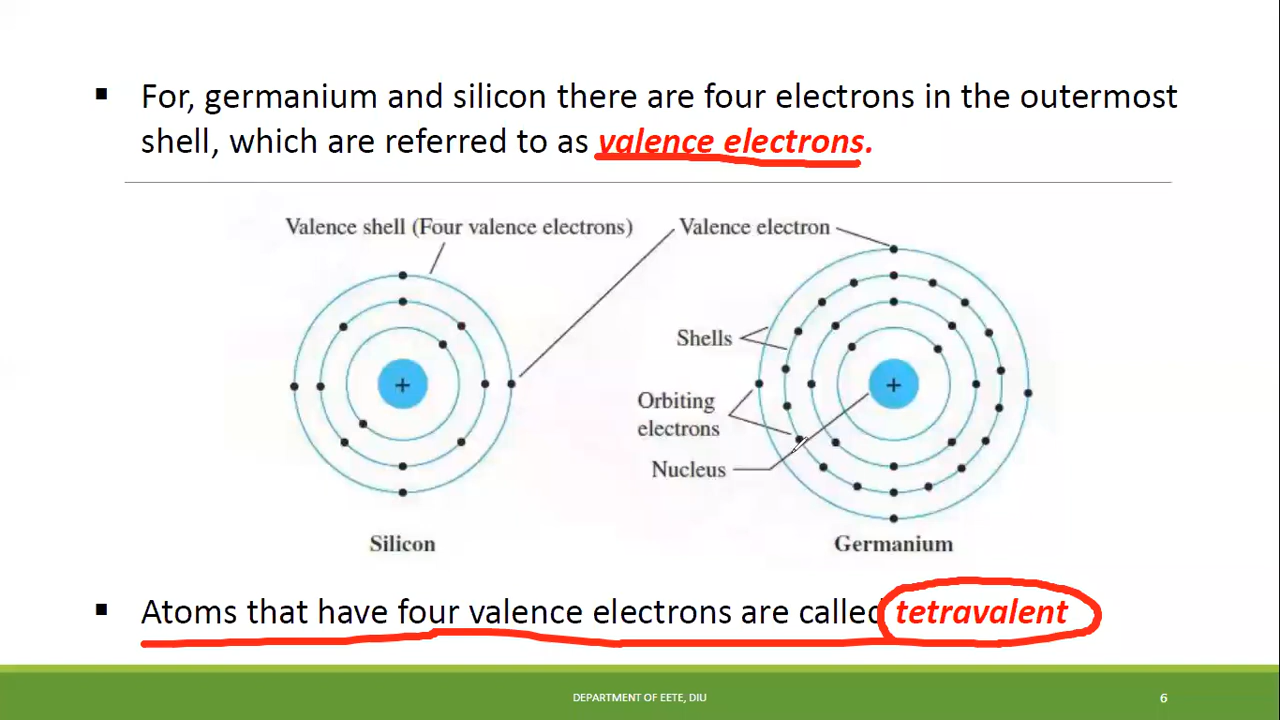 ▪ For, germanium and silicon there are four electrons in the outermost
shell, which are referred to as valence electrons.
Valence shell (Four valence electrons)
Valence electron
Shells
Orbiting
electrons
Nucleus
+
+
Silicon
Germanium
▪ Atoms that have four valence electrons are called tetravalent
DEPARTMENT OF EETE, DIU
6